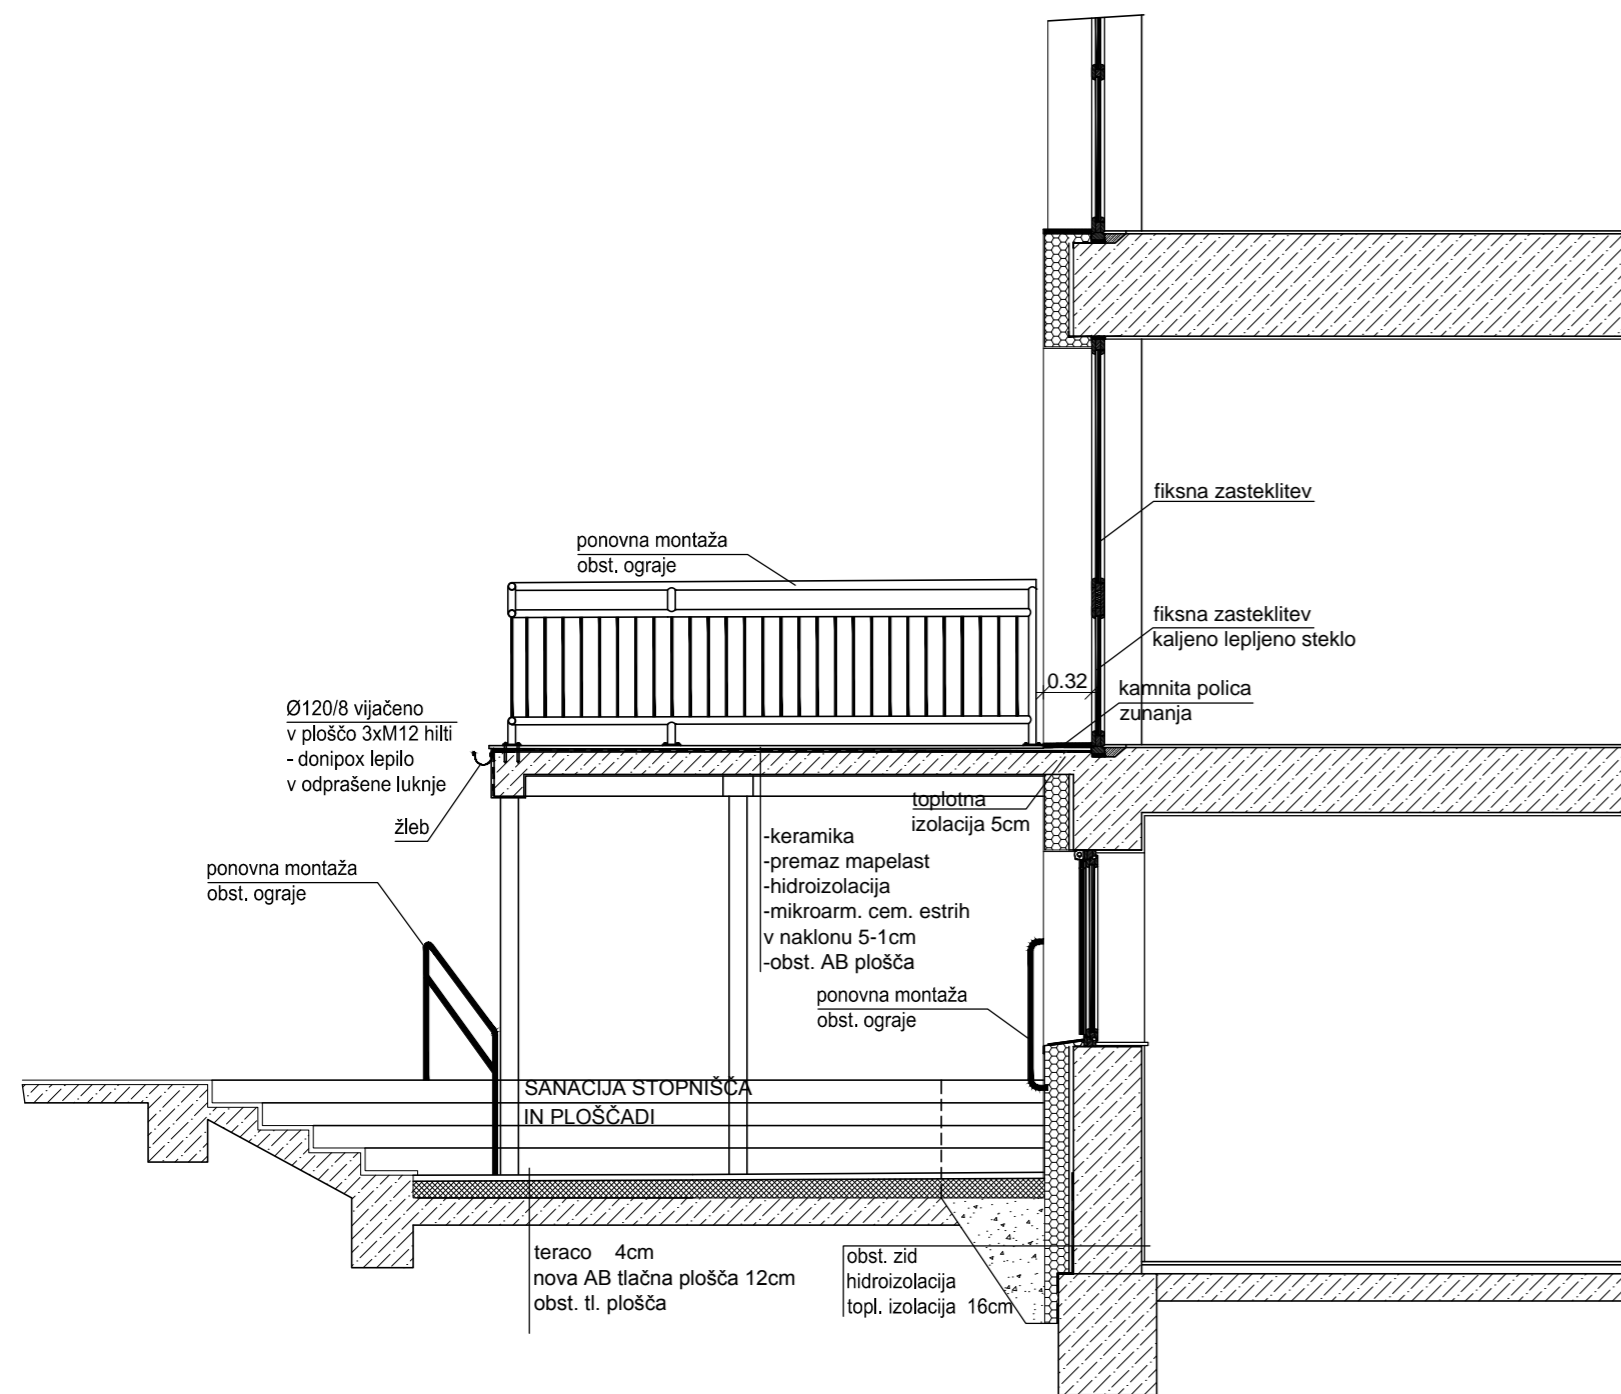 fiksna zasteklitev
ponovna montaža
obst. ograje
fiksna zasteklitev
kaljeno lepljeno steklo
0.32
kamnita polica
zunanja
Ø120/8 vijačeno
v ploščo 3xM12 hilti
- donipox lepilo
v odprašene luknje
žleb
toplotna
izolacija 5cm
-keramika
-premaz mapelast
-hidroizolacija
-mikroarm. cem. estrih
v naklonu 5-1cm
-obst. AB plošča
ponovna montaža
obst. ograje
ponovna montaža
obst. ograje
SANACIJA STOPNIŠČA
IN PLOŠČADI
teraco 4cm
nova AB tlačna plošča 12cm
obst. tl. plošča
obst. zid
hidroizolacija
topl. izolacija 16cm